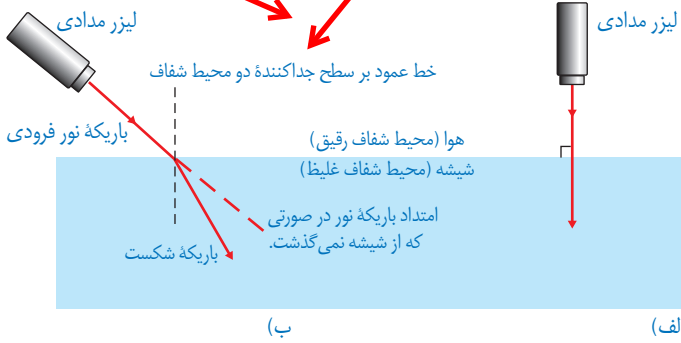 لیزر مدادی
لیزر مدادی
خط عمود بر سطح جداکنندهٔ دو محیط شفاف
هوا (محیط شفاف رقیق)
باریکهٔ نور فرودی
شیشه (محیط شفاف غلیظ)
امتداد باریکهٔ نور در صورتی
که از شیشه نمی‌گذشت.
باریکهٔ شکست
لف)
ب)